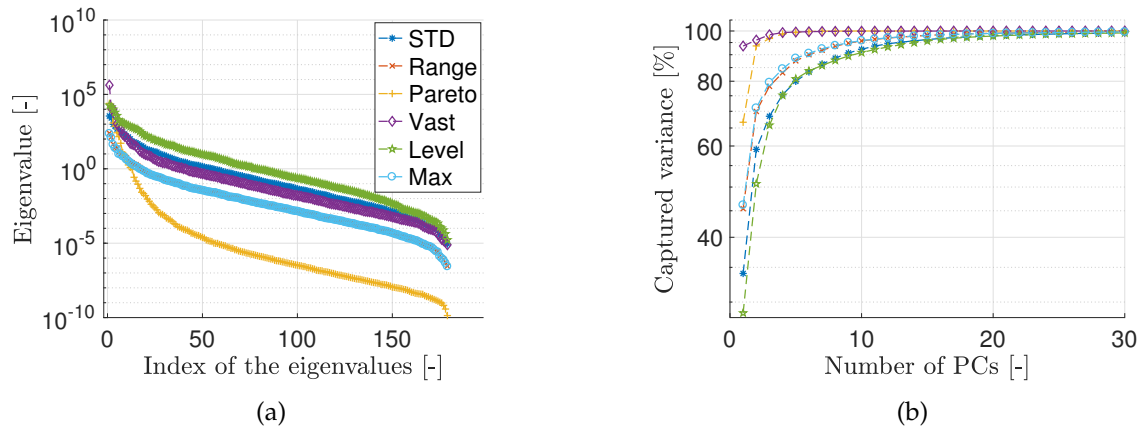 10^10
10^5
10^0
10^-5
10^-10
Eigenvalue [-]
STD
Range
Pareto
Vast
Level
Max
0 50 100 150
Index of the eigenvalues [-]
(a)
100%
80%
60%
40%
Captured variance [%]
0 10 20 30
Number of PCs [-]
(b)